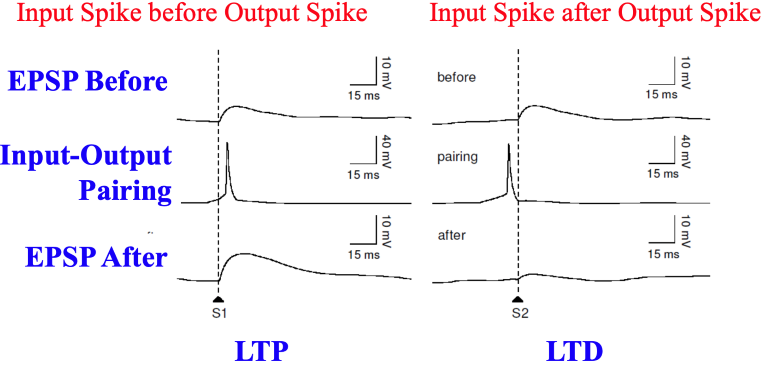 Input Spike before Output Spike
Input Spike after Output Spike
EPSP Before
10 mV
15 ms
before
10 mV
15 ms
Input-Output
Pairing
40 mV
15 ms
pairing
40 mV
15 ms
EPSP After
10 mV
15 ms
after
10 mV
15 ms
S1
S2
LTP
LTD